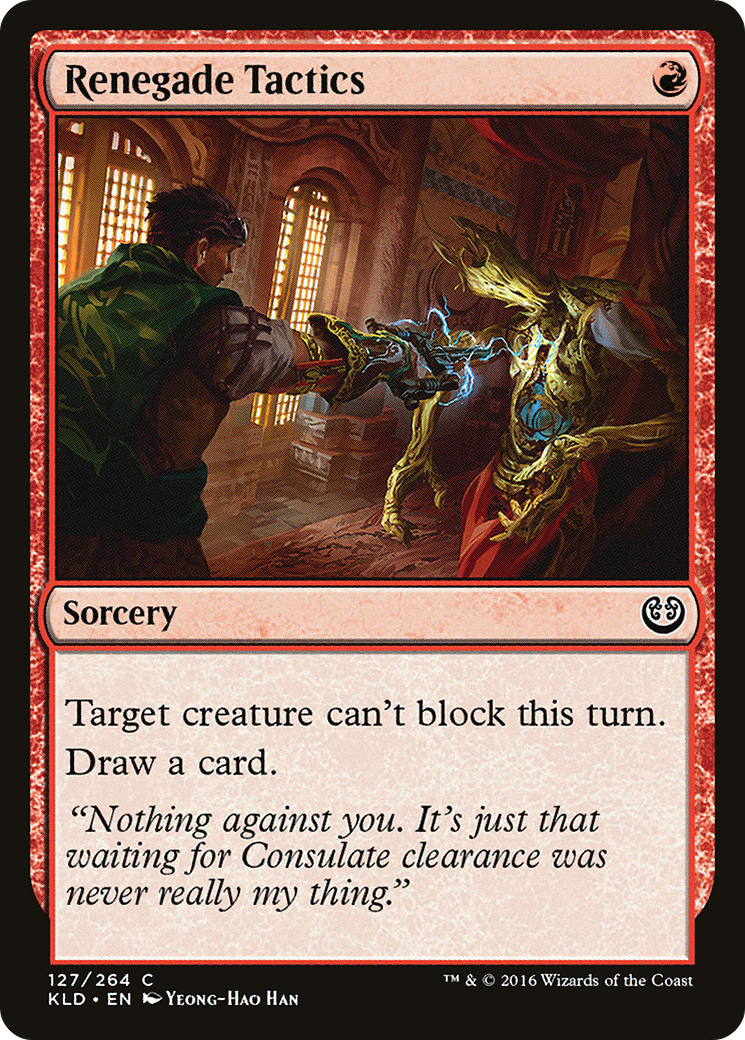 Renegade Tactics
Sorcery
Target creature can't block this turn.
Draw a card.
"Nothing against you. It's just that
waiting for Consulate clearance was
never really my thing."
127/264 C
™ & © 2016 Wizards of the Coast
KLD • EN Yeong-Hao Han